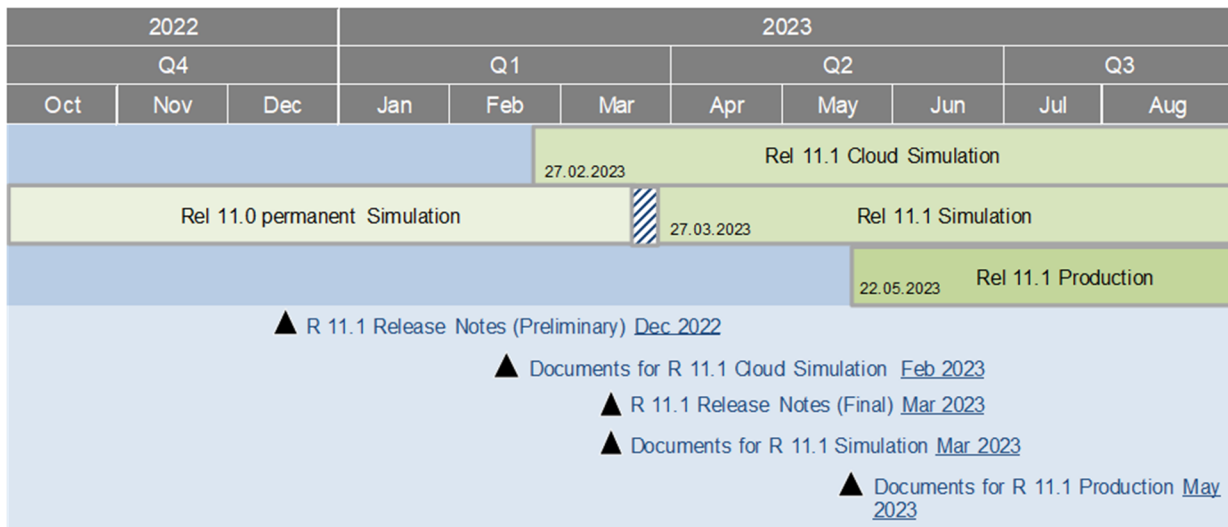 2022 2023
Q4 Q1 Q2 Q3
Oct Nov Dec Jan Feb Mar Apr May Jun Jul Aug
Rel 11.1 Cloud Simulation
27.02.2023
Rel 11.0 permanent Simulation
Rel 11.1 Simulation
27.03.2023
Rel 11.1 Production
22.05.2023
R 11.1 Release Notes (Preliminary) Dec 2022
Documents for R 11.1 Cloud Simulation Feb 2023
R 11.1 Release Notes (Final) Mar 2023
Documents for R 11.1 Simulation Mar 2023
Documents for R 11.1 Production May
2023